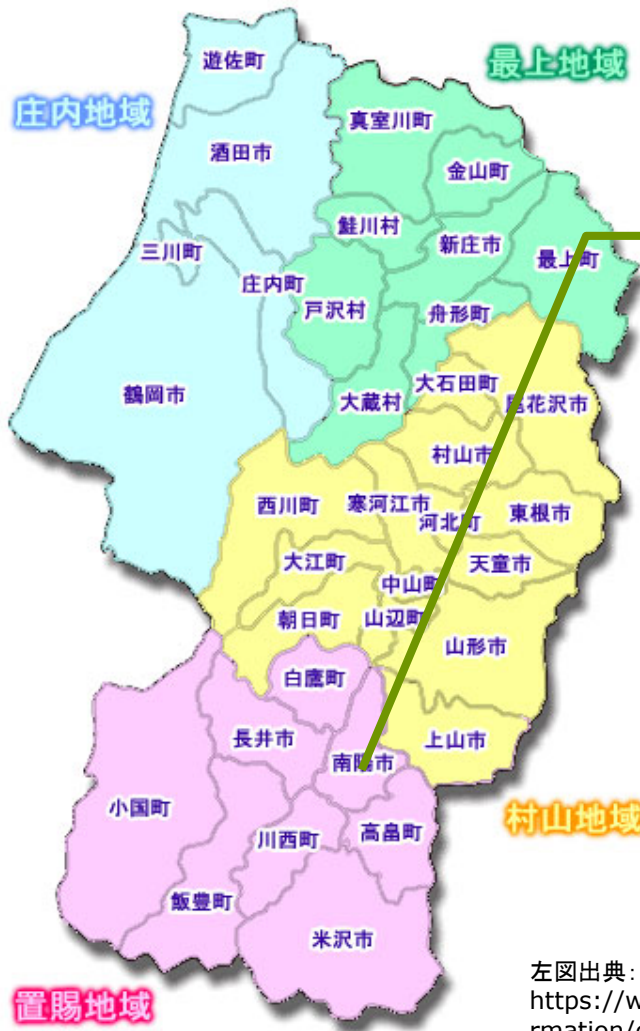 遊佐町
最上地域
庄内地域
真室川町
酒田市
金山町
鮭川村
新庄市
三川町
最上町
庄内町
戸沢村
舟形町
大石田町
鶴岡市
大蔵村
尾花沢市
村山市
西川町
寒河江市
河北町
東根市
大江町
天童市
中山町
朝日町
山辺町
山形市
白鷹町
長井市
上山市
南陽市
小国町
村山地域
川西町
高畠町
飯豊町
米沢市
置賜地域
左図出典:
https://w
rmation/